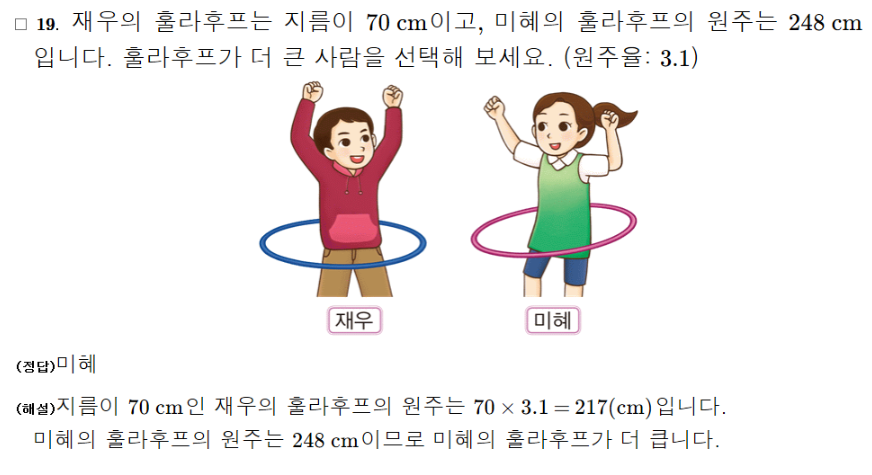 □ 19. 재우의 훌라후프는 지름이 70 cm이고, 미혜의 훌라후프의 원주는 248 cm
입니다. 훌라후프가 더 큰 사람을 선택해 보세요. (원주율: 3.1)
재우 미혜
(정답)미혜
(해설)지름이 70 cm인 재우의 훌라후프의 원주는 70 × 3.1 = 217(cm)입니다.
미혜의 훌라후프의 원주는 248 cm이므로 미혜의 훌라후프가 더 큽니다.